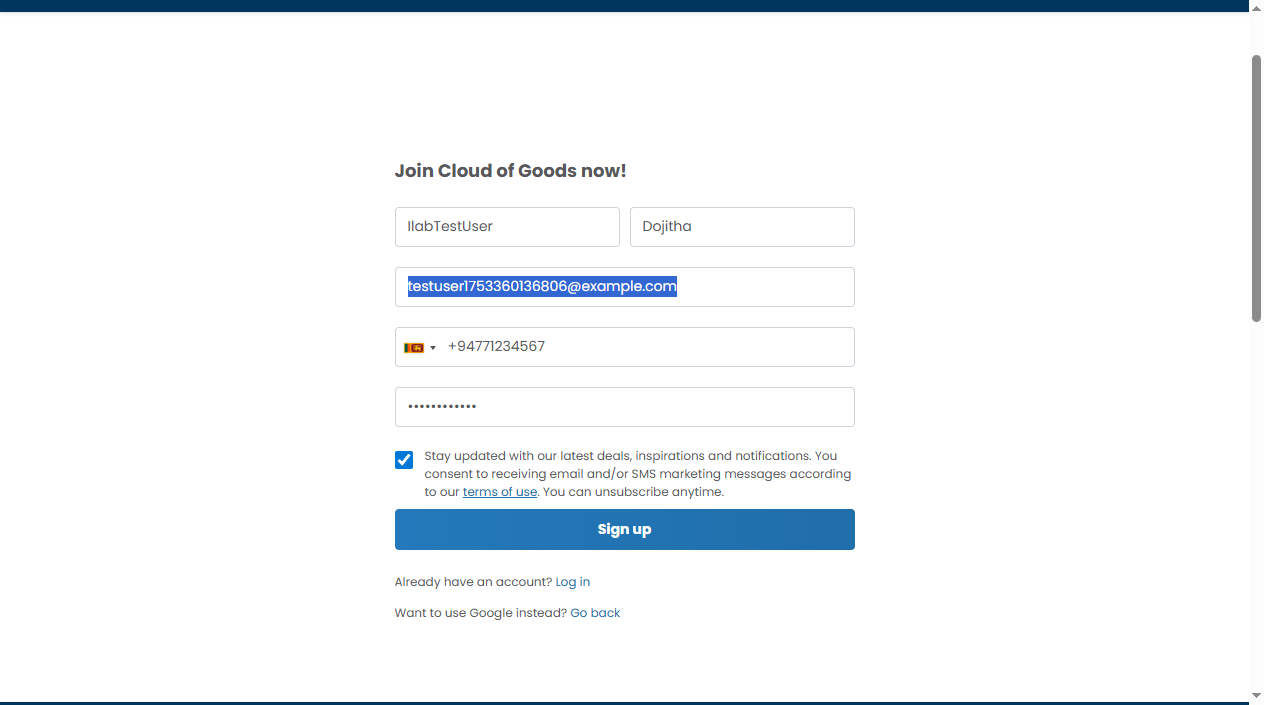 Join Cloud of Goods now!
IlabTestUser Dojitha
testuser1753360136806@example.com
+94771234567
••••••••••••
Stay updated with our latest deals, inspirations and notifications. You
consent to receiving email and/or SMS marketing messages according
to our terms of use. You can unsubscribe anytime.
Sign up
Already have an account? Log in
Want to use Google instead? Go back